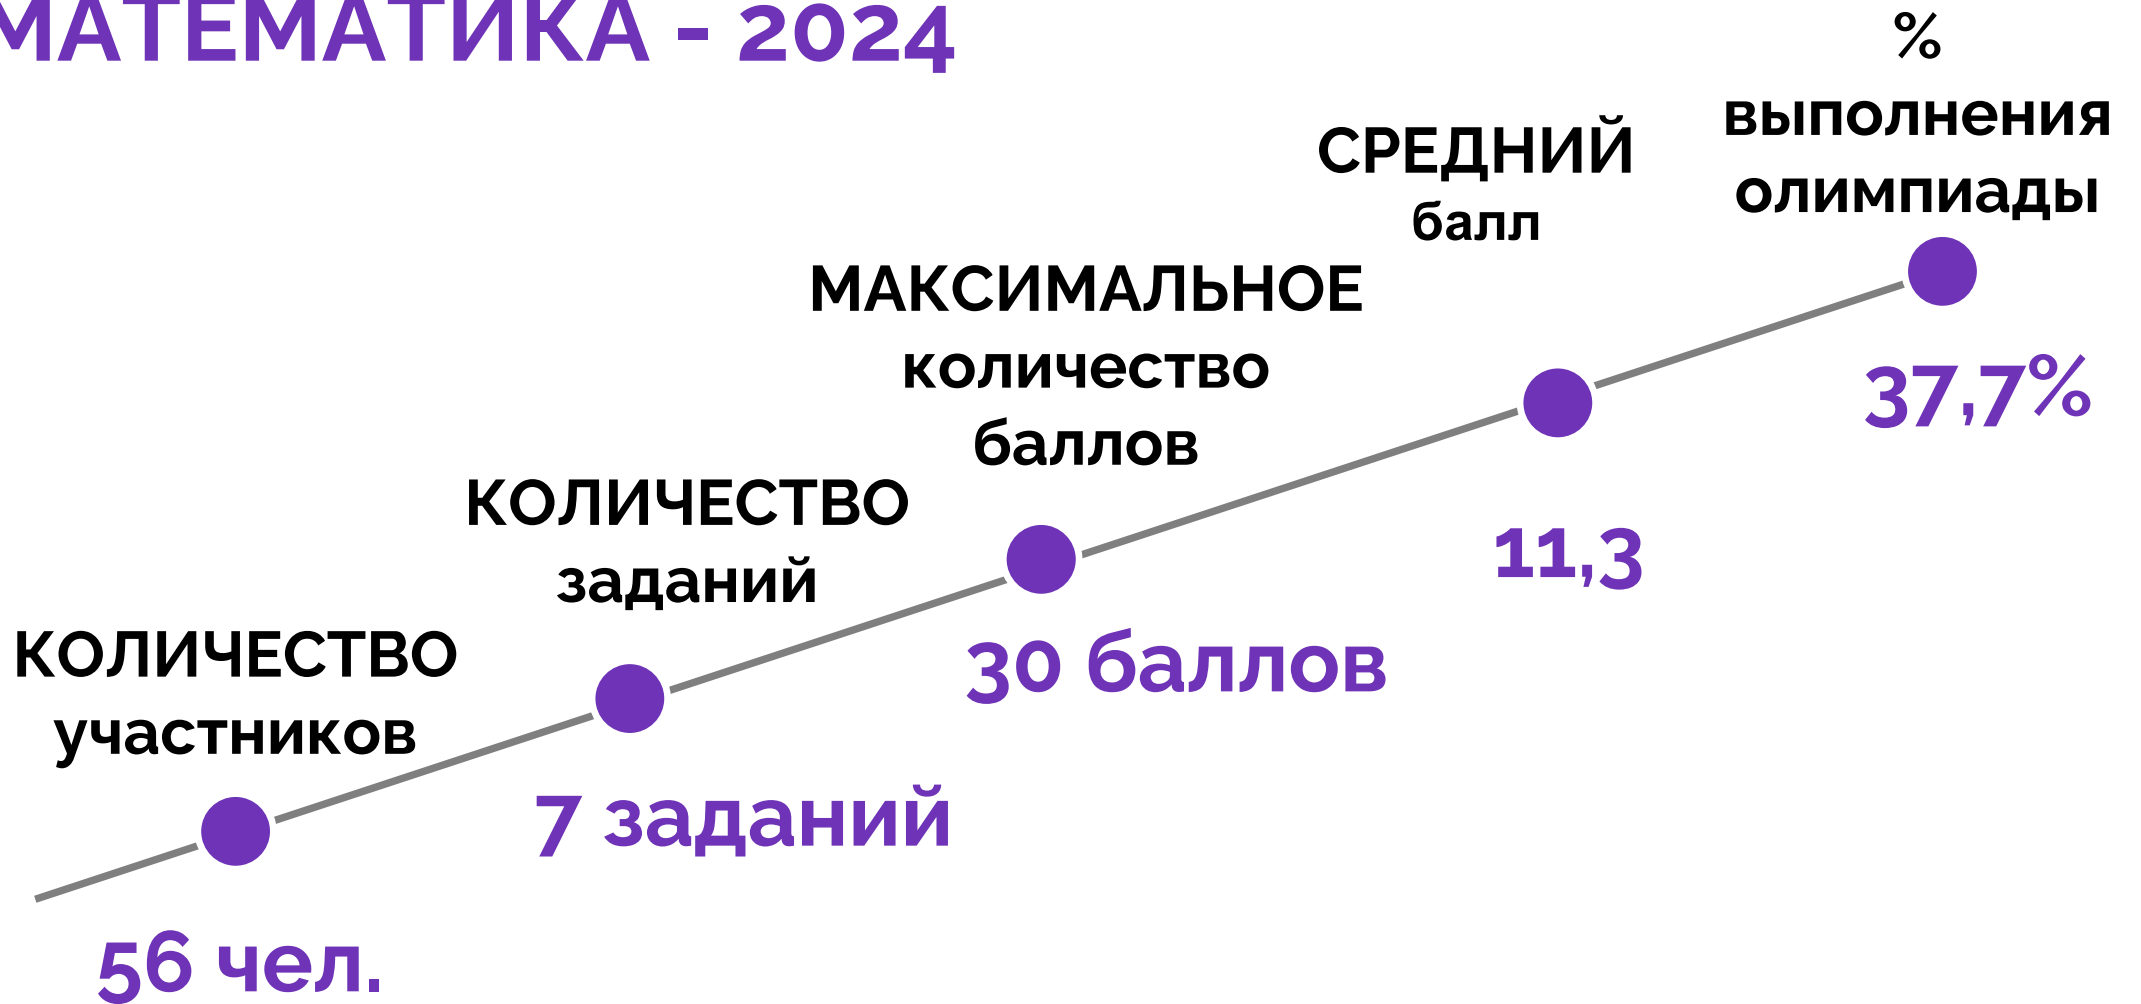 МАТЕМАТИКА - 2024
КОЛИЧЕСТВО
участников
56 чел.
КОЛИЧЕСТВО
заданий
7 заданий
МАКСИМАЛЬНОЕ
количество
баллов
30 баллов
СРЕДНИЙ
балл
11,3
%
выполнения
олимпиады
37,7%